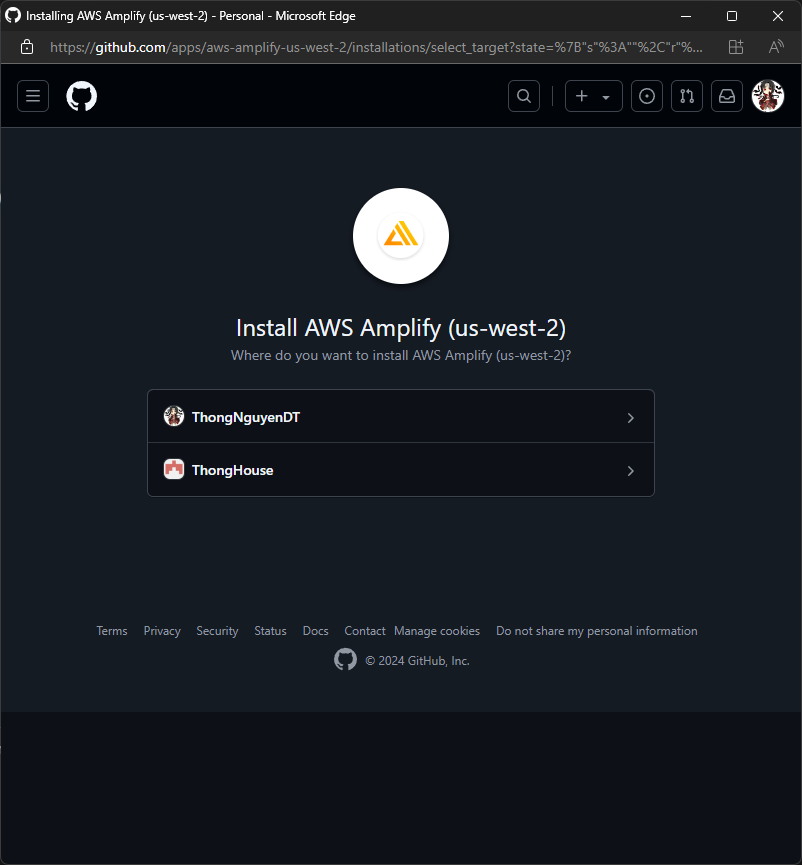 Installing AWS Amplify (us-west-2) - Personal - Microsoft Edge
https://github.com/apps/aws-amplify-us-west-2/installations/select_target?state=%7B"s"%3A""%2C"r"%...
Install AWS Amplify (us-west-2)
Where do you want to install AWS Amplify (us-west-2)?
ThongNguyenDT
ThongHouse
Terms Privacy Security Status Docs Contact Manage cookies Do not share my personal information
© 2024 GitHub, Inc.